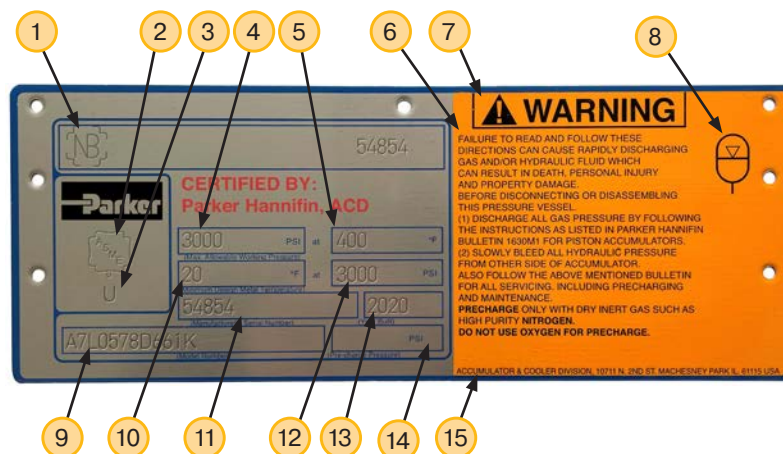 1 2 3 4 5 6 7 8
NB 54854
Parker
CERTIFIED BY:
Parker Hannifin, ACD
ASME
U
3000 PSI at 400 °F
(Max Allowable Working Pressure)
20 °F at 3000 PSI
(Minimum Design Metal Temperature)
54854 2020
(Manufacturers Serial Number) (Year Built)
A7L0578D661K PSI
(Model Number) (Pre-charge Pressure)
WARNING
FAILURE TO READ AND FOLLOW THESE
DIRECTIONS CAN CAUSE RAPIDLY DISCHARGING
GAS AND/OR HYDRAULIC FLUID WHICH
CAN RESULT IN DEATH, PERSONAL INJURY
AND PROPERTY DAMAGE.
BEFORE DISCONNECTING OR DISASSEMBLING
THIS PRESSURE VESSEL.
(1) DISCHARGE ALL GAS PRESSURE BY FOLLOWING
THE INSTRUCTIONS AS LISTED IN PARKER HANNIFIN
BULLETIN 1630M1 FOR PISTON ACCUMULATORS.
(2) SLOWLY BLEED ALL HYDRAULIC PRESSURE
FROM OTHER SIDE OF ACCUMULATOR.
ALSO FOLLOW THE ABOVE MENTIONED BULLETIN
FOR ALL SERVICING. INCLUDING PRECHARGING
AND MAINTENANCE.
PRECHARGE ONLY WITH DRY INERT GAS SUCH AS
HIGH PURITY NITROGEN.
DO NOT USE OXYGEN FOR PRECHARGE.
ACCUMULATOR & COOLER DIVISION, 10711 N. 2ND ST. MACHESNEY PARK IL. 61115 USA
9 10 11 12 13 14 15